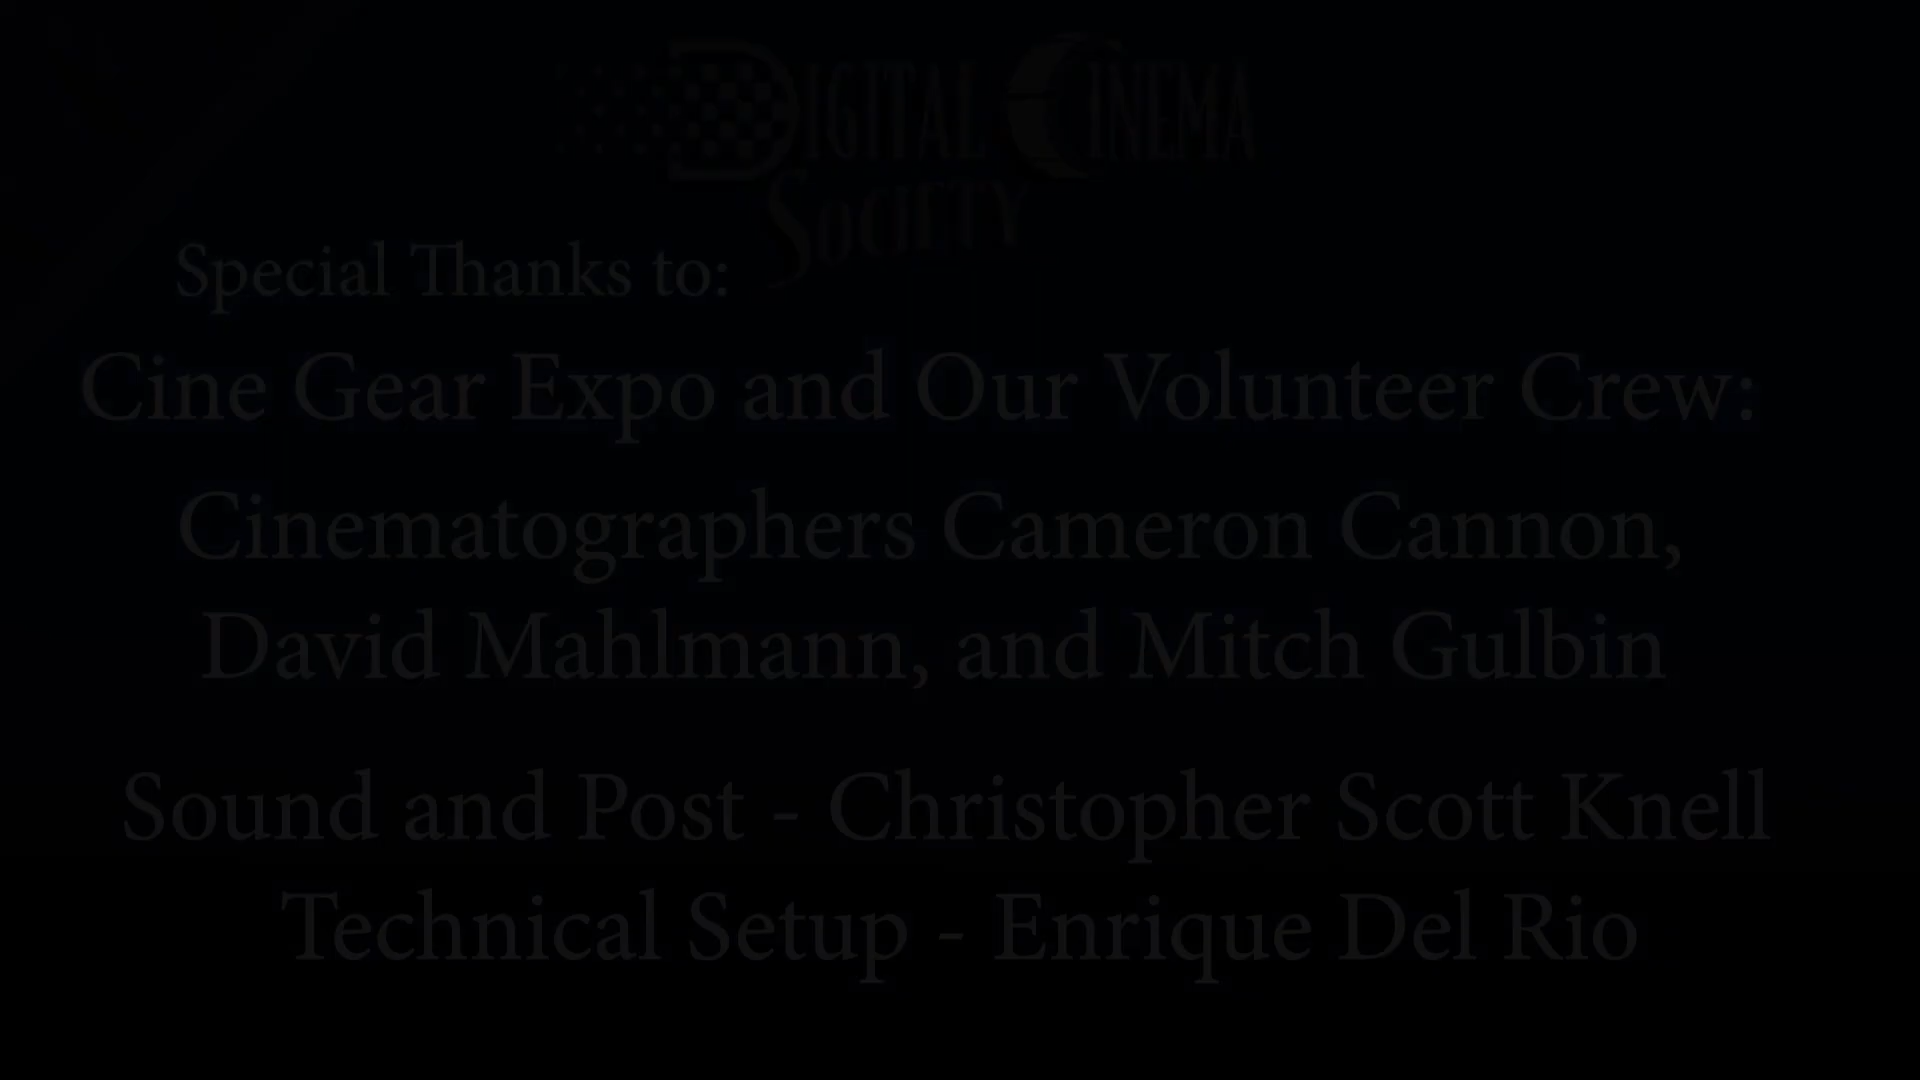 DIGITAL CINEMA
SOCIETY
Special Thanks to:
Cine Gear Expo and Our Volunteer Crew:
Cinematographers Cameron Cannon,
David Mahlmann, and Mitch Gulbin
Sound and Post - Christopher Scott Knell
Technical Setup - Enrique Del Rio